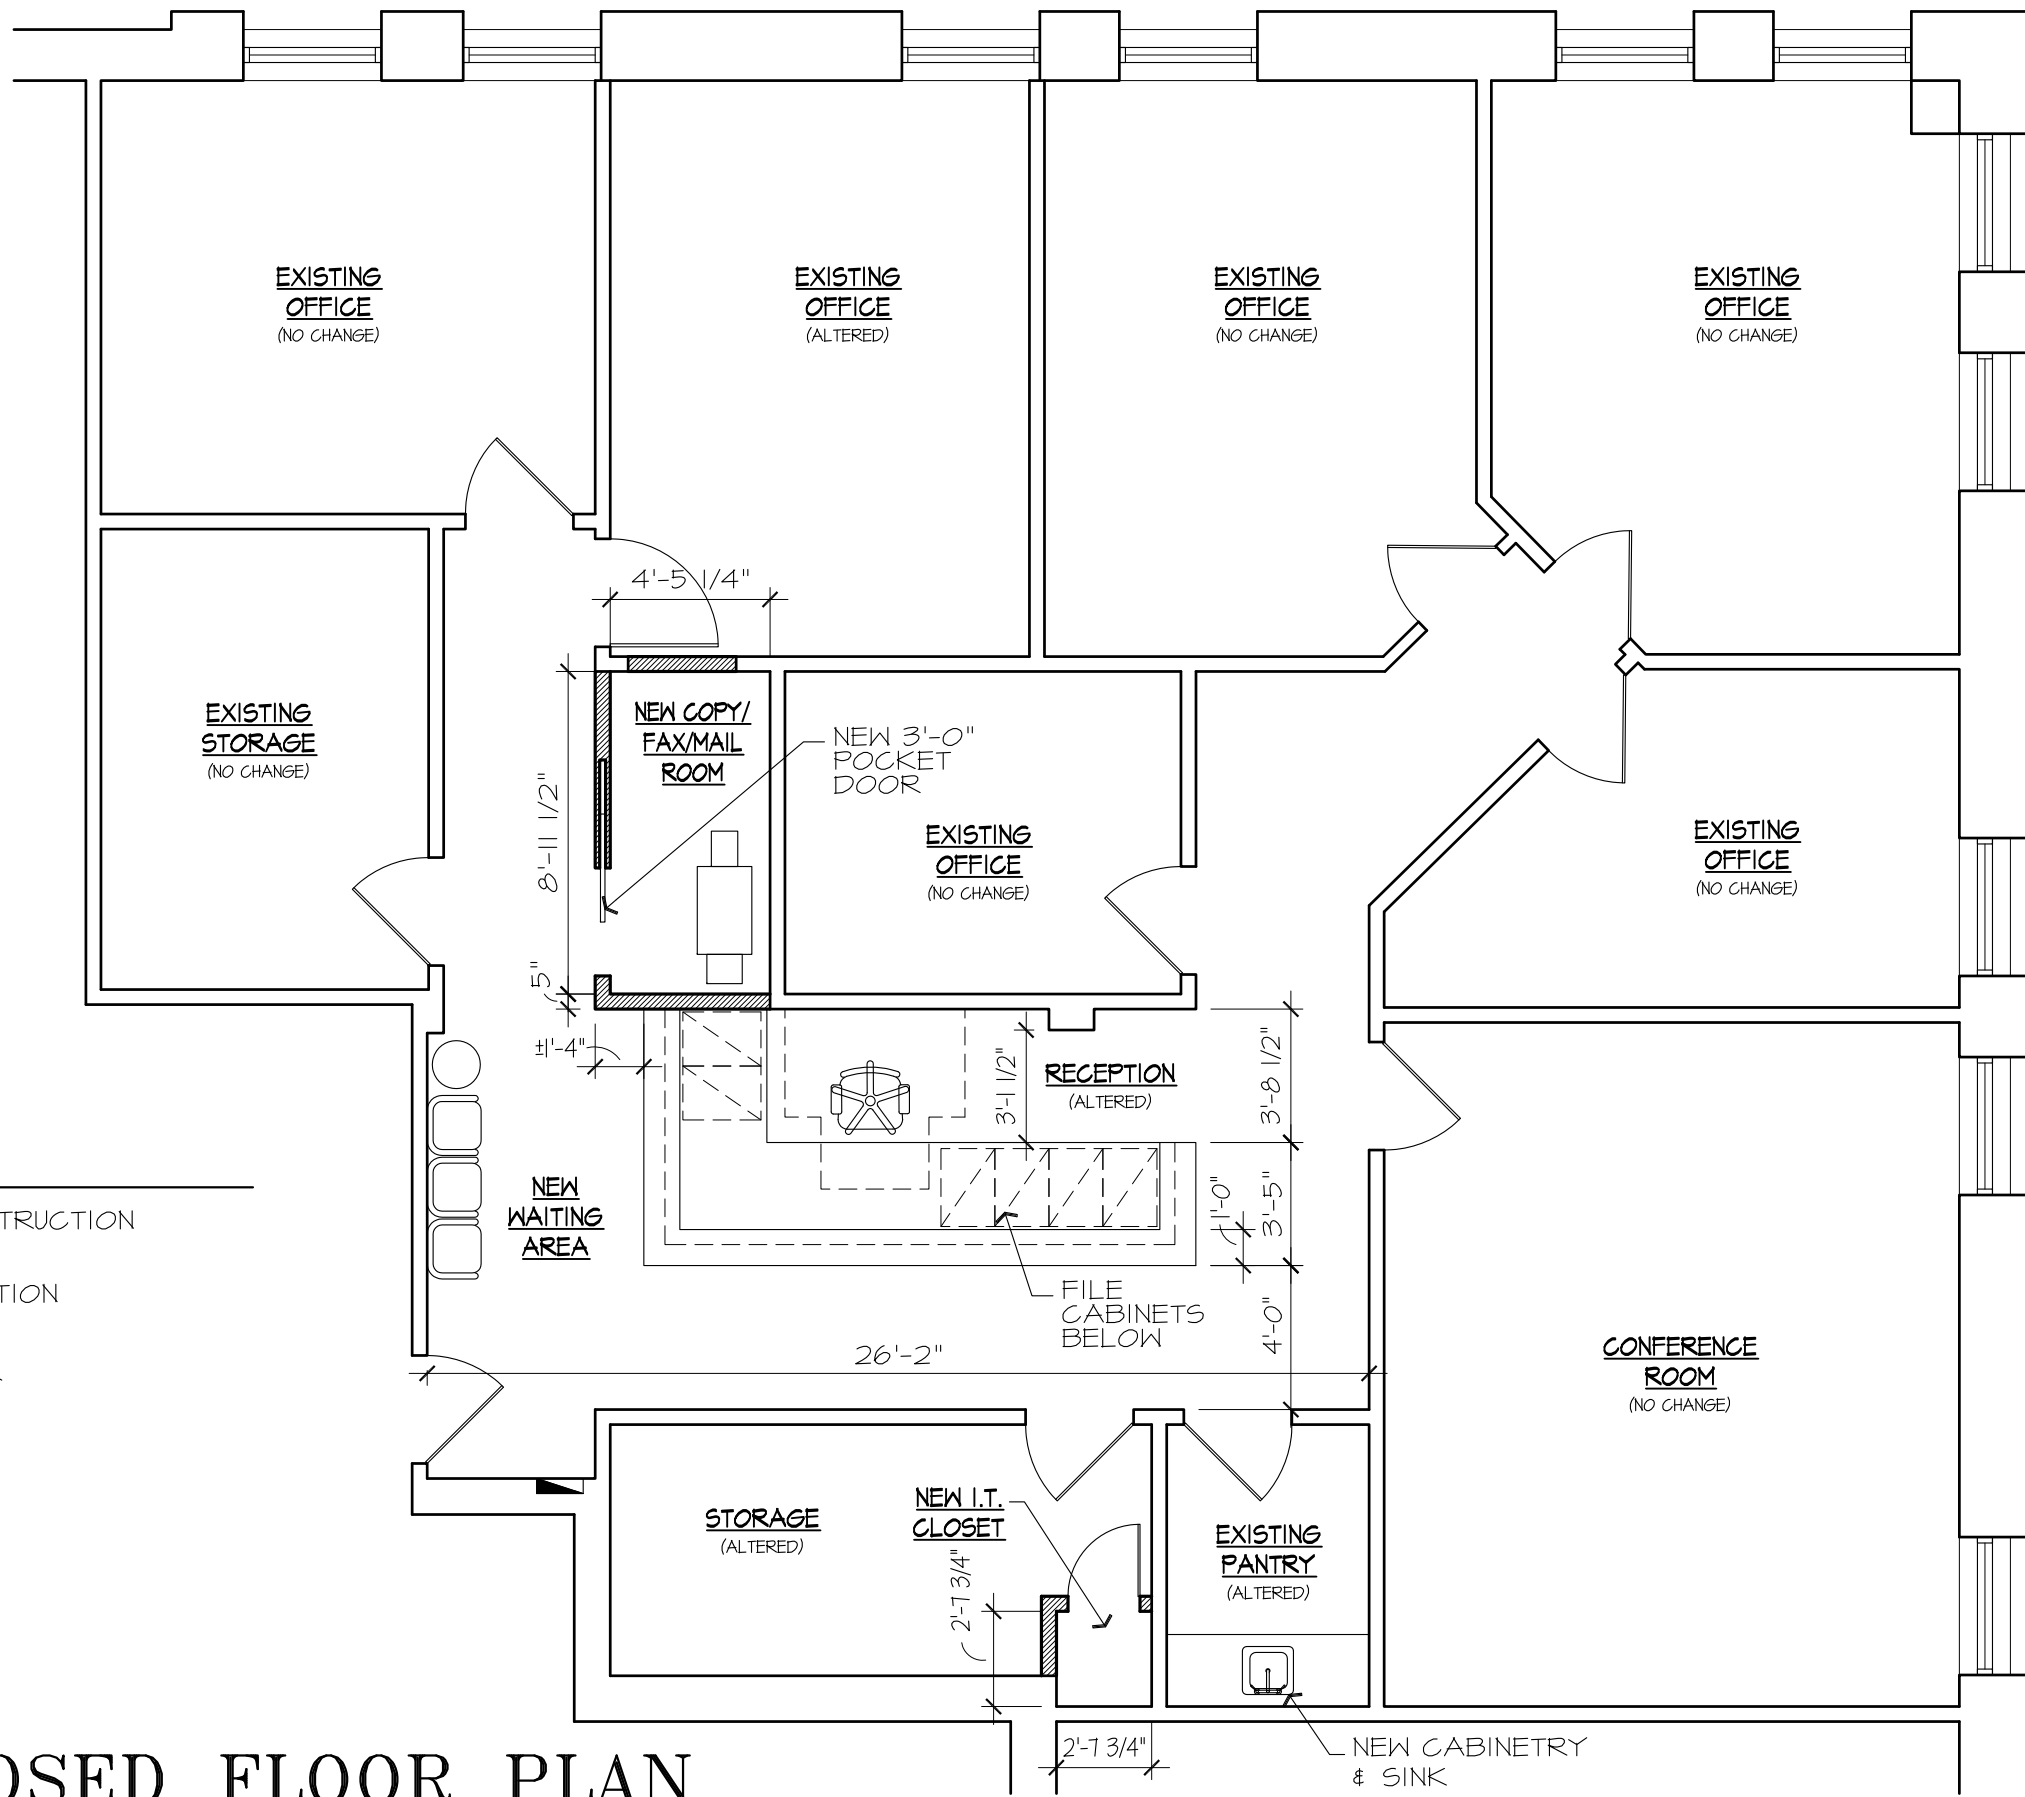 EXISTING
OFFICE
(NO CHANGE)
EXISTING
OFFICE
(ALTERED)
EXISTING
OFFICE
(NO CHANGE)
EXISTING
OFFICE
(NO CHANGE)
4'-5 1/4"
EXISTING
STORAGE
(NO CHANGE)
8'-11 1/2"
5"
NEW COPY/
FAX/MAIL
ROOM
NEW 3'-0"
POCKET
DOOR
EXISTING
OFFICE
(NO CHANGE)
EXISTING
OFFICE
(NO CHANGE)
±1'-4"
3'-1 1/2"
RECEPTION
(ALTERED)
3'-8 1/2"
NEW
WAITING
AREA
1'-0"
3'-5"
TRUCTION
TION
FILE
CABINETS
BELOW
4'-0"
26'-2"
CONFERENCE
ROOM
(NO CHANGE)
STORAGE
(ALTERED)
NEW I.T.
CLOSET
2'-7 3/4"
EXISTING
PANTRY
(ALTERED)
2'-7 3/4"
NEW CABINETRY
& SINK
OSED FLOOR PLAN